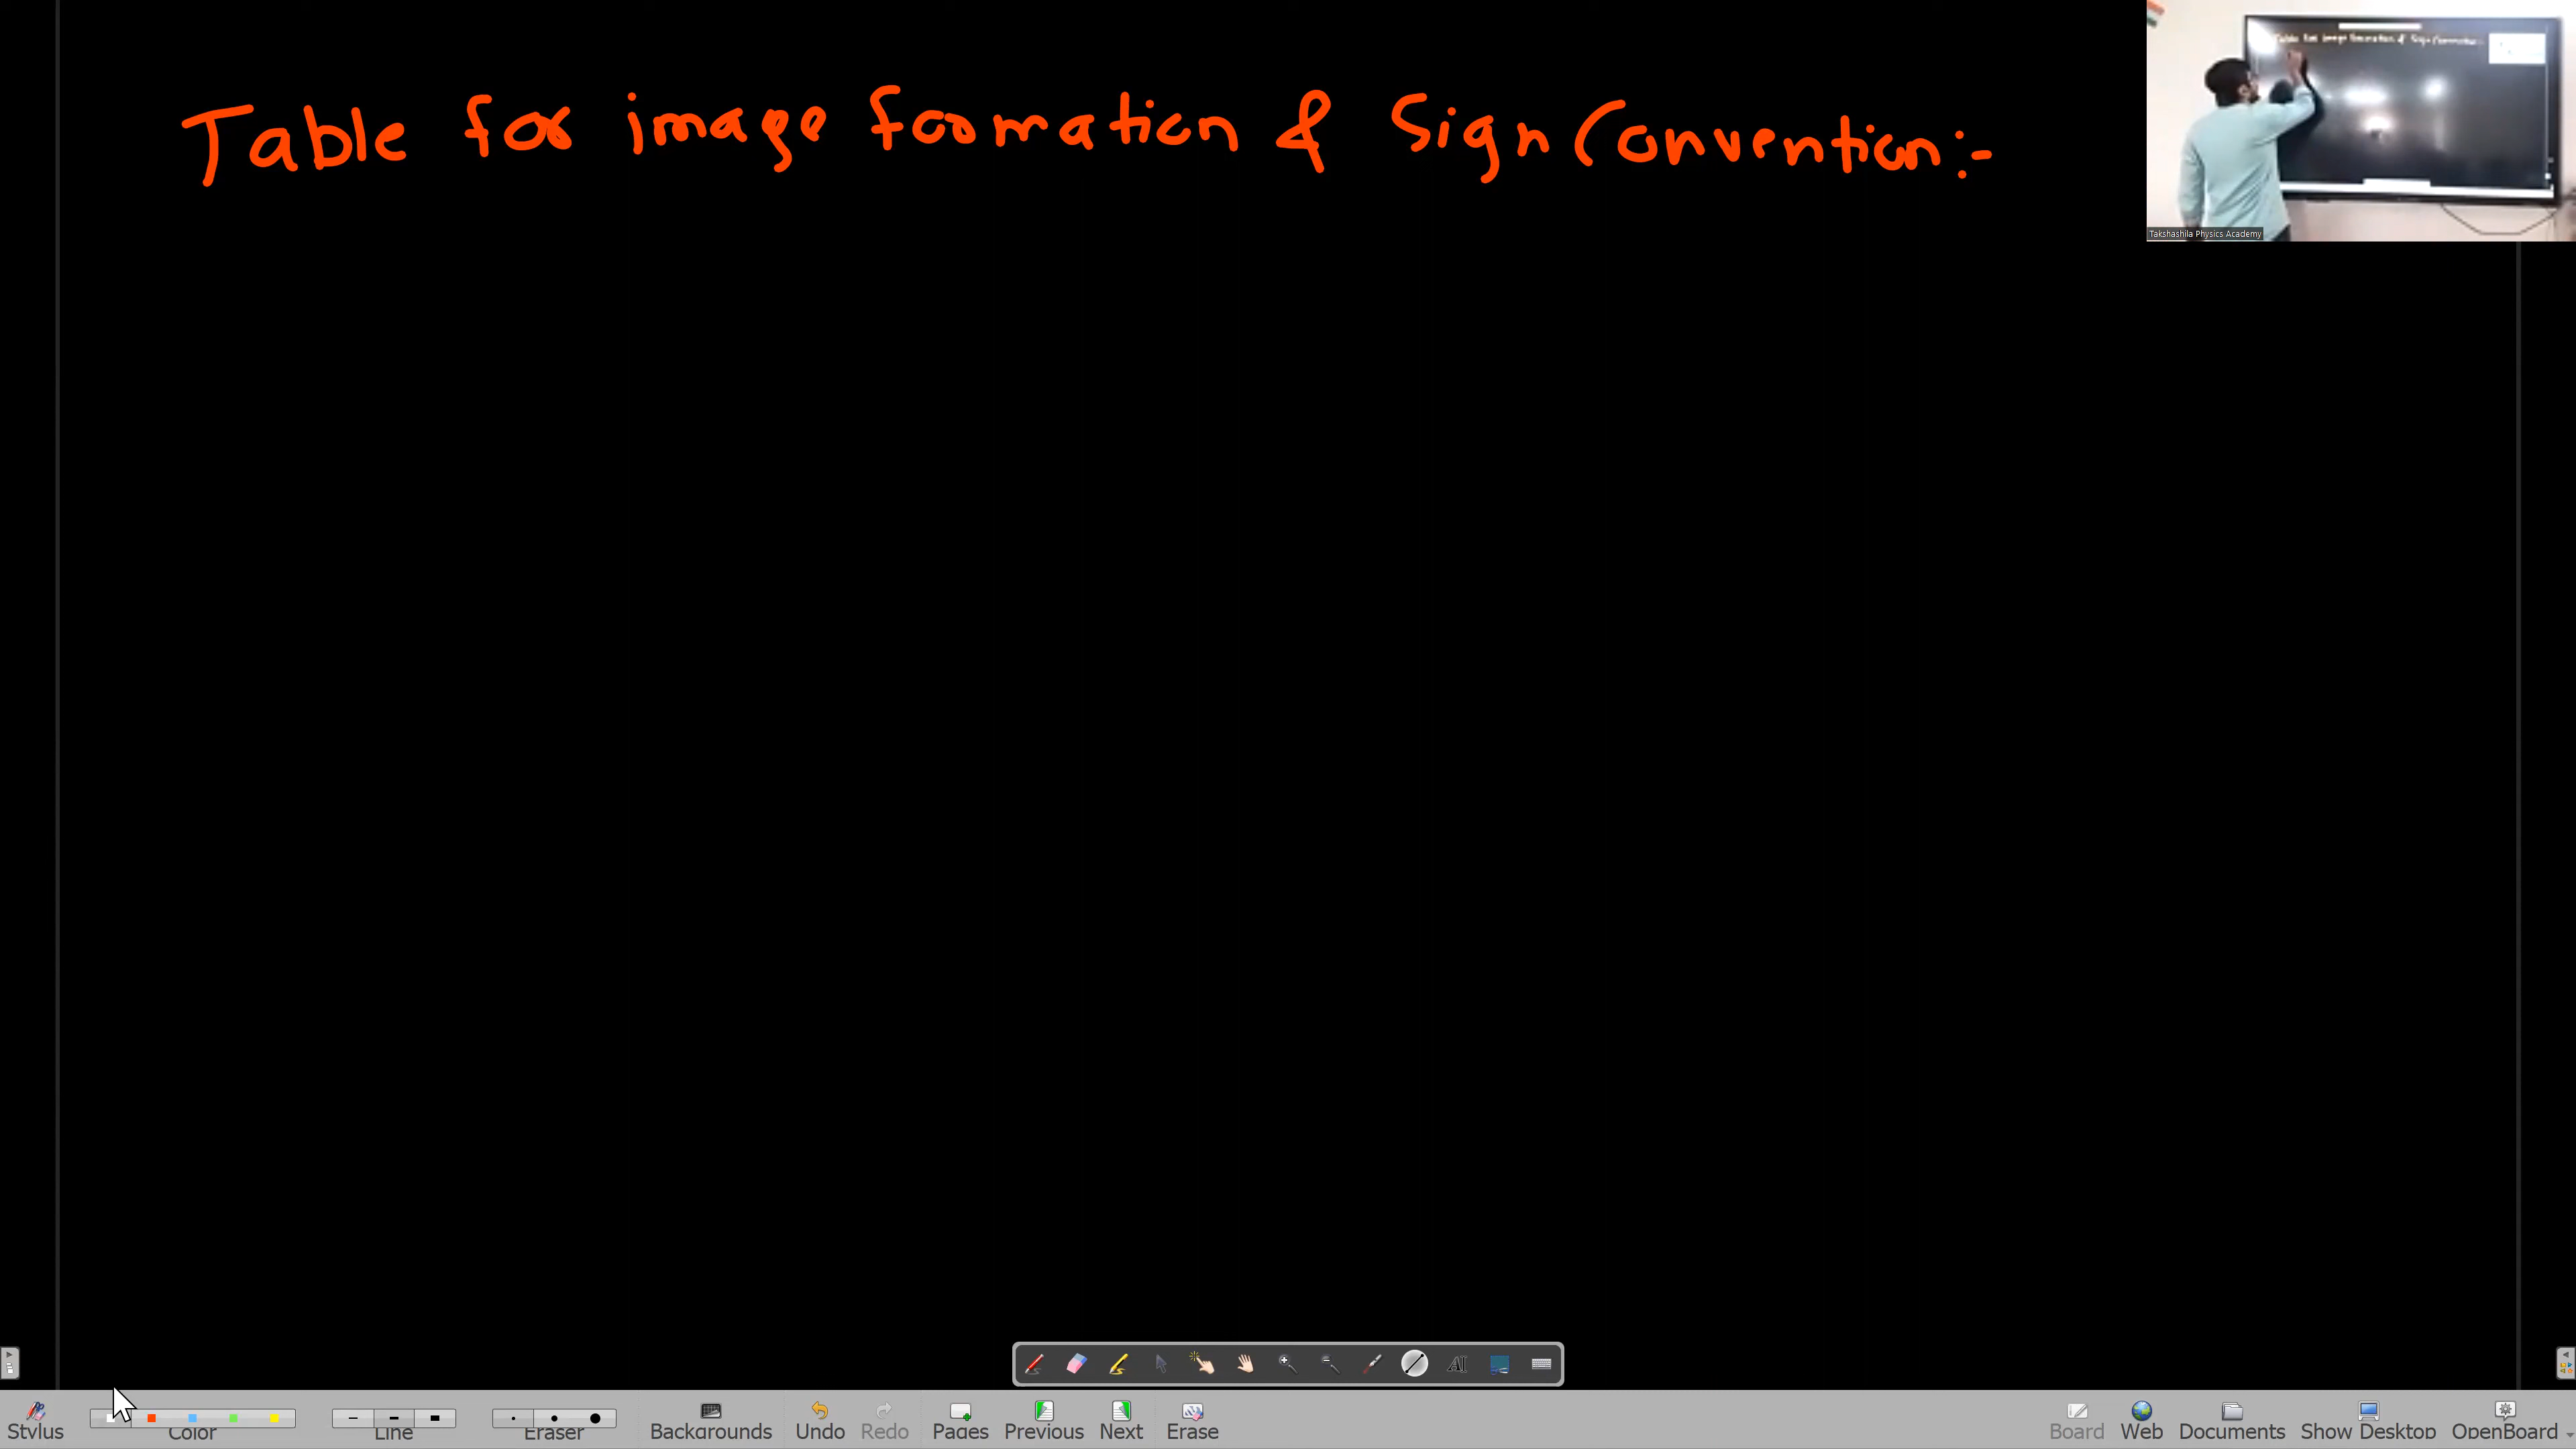 Table for image formation & Sign Convention:-
Takshashila Physics Academy
Stylus
Color
Line
Eraser
Backgrounds
Undo
Redo
Pages
Previous
Next
Erase
Board
Web
Documents
Show Desktop
OpenBoard